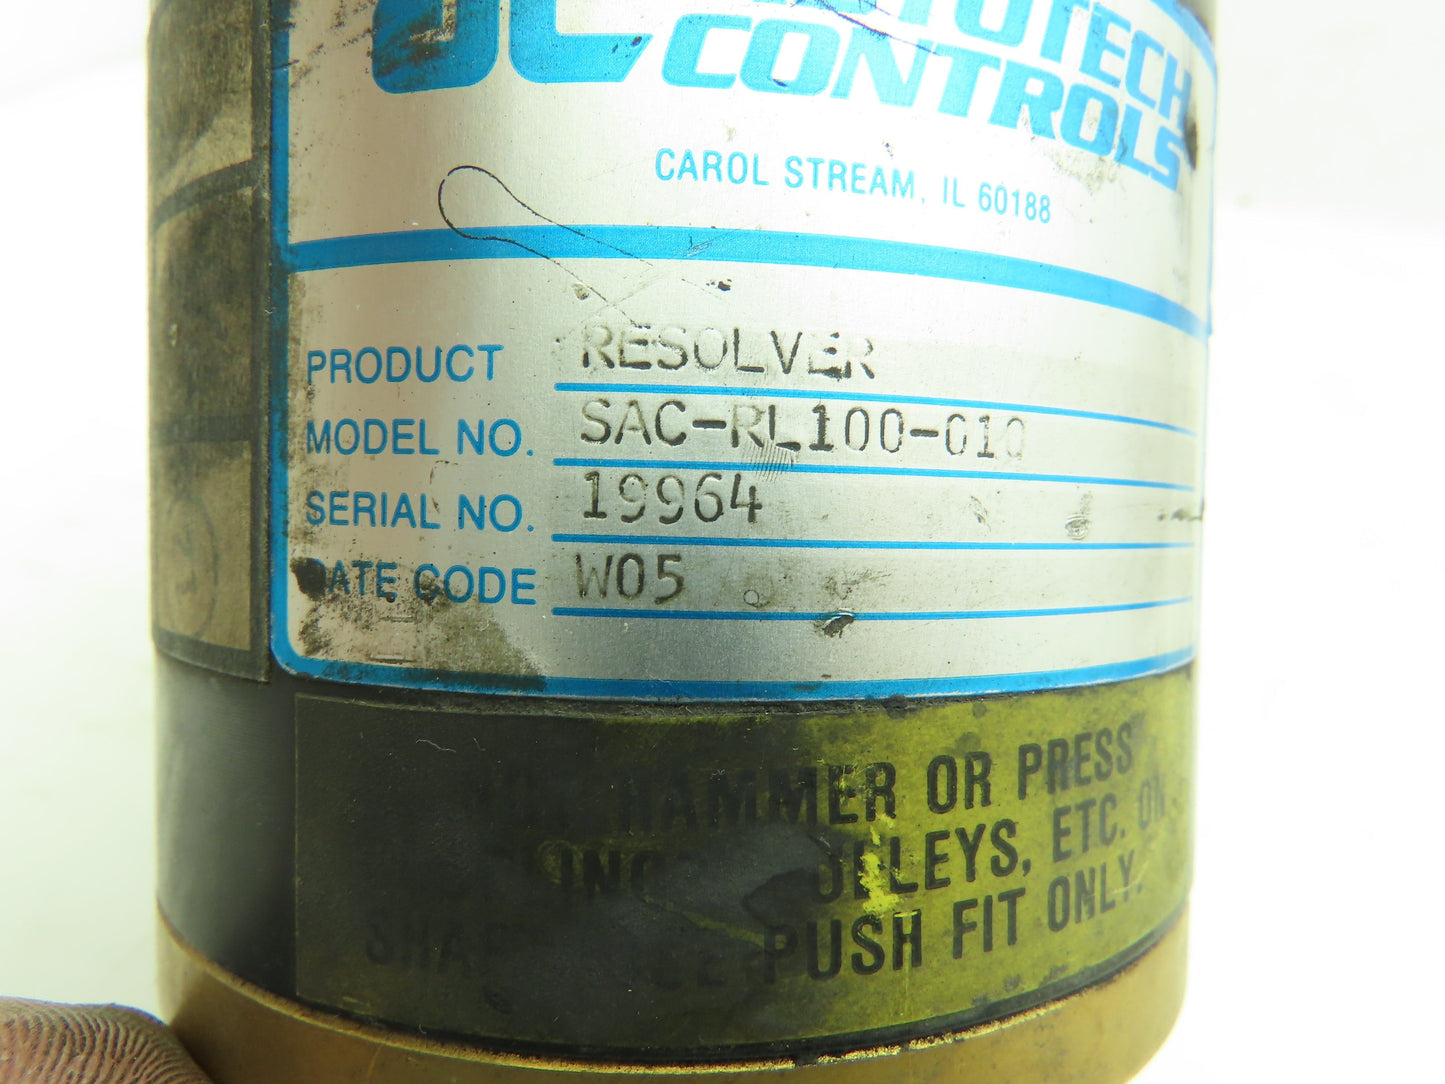 CONTROLS
CAROL STREAM, IL 60188
PRODUCT RESOLVER
MODEL NO. SAC-RL100-010
SERIAL NO. 19964
DATE CODE W05
HAMMER OR PRESS
ETC. ON
PUSH FIT ONLY.